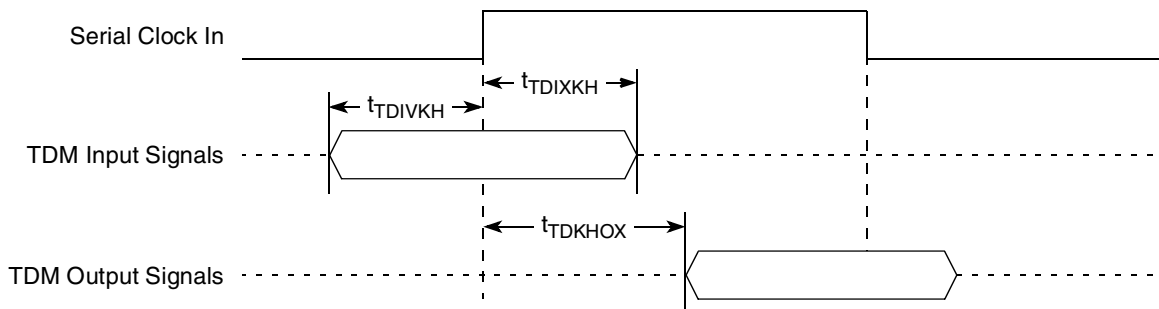 Serial Clock In
tTDIXKH
tTDIVKH
TDM Input Signals
tTDKHOX
TDM Output Signals